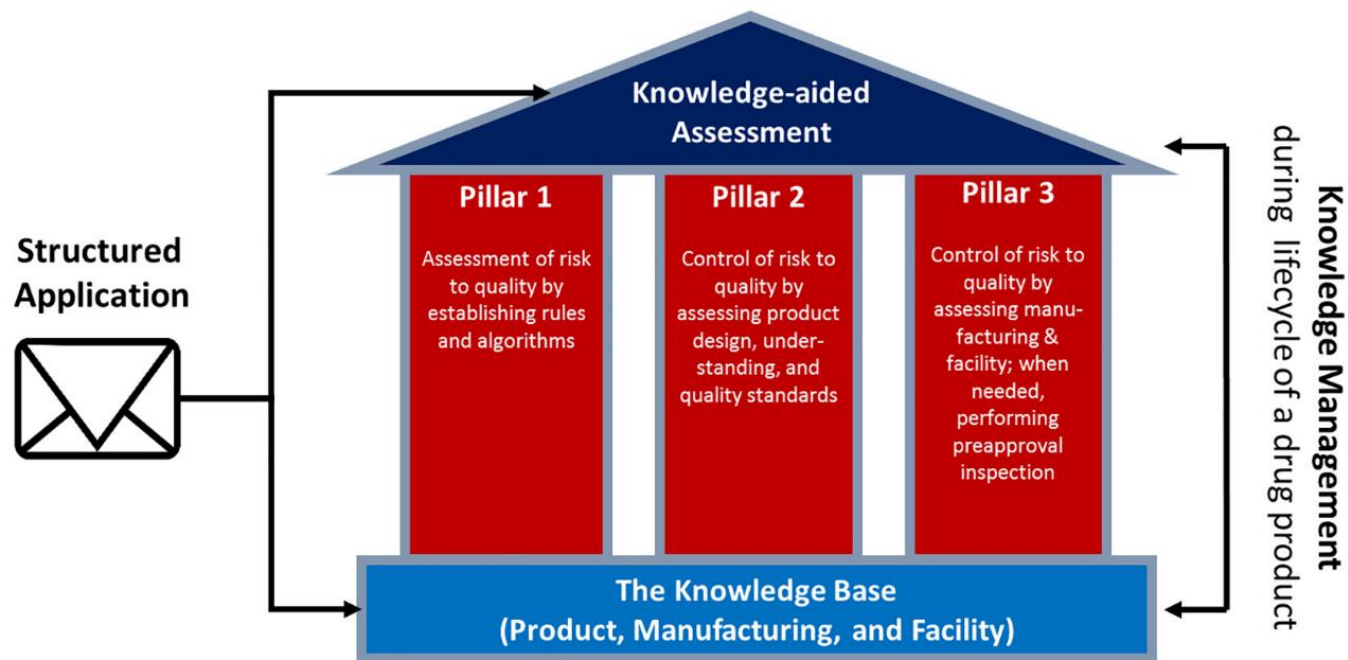 Knowledge-aided
Assessment
Structured
Application
Pillar 1
Assessment of risk
to quality by
establishing rules
and algorithms
Pillar 2
Control of risk to
quality by
assessing product
design, under-
standing, and
quality standards
Pillar 3
Control of risk to
quality by
assessing manu-
facturing &
facility; when
needed,
performing
preapproval
inspection
The Knowledge Base
(Product, Manufacturing, and Facility)
Knowledge Management
during lifecycle of a drug product